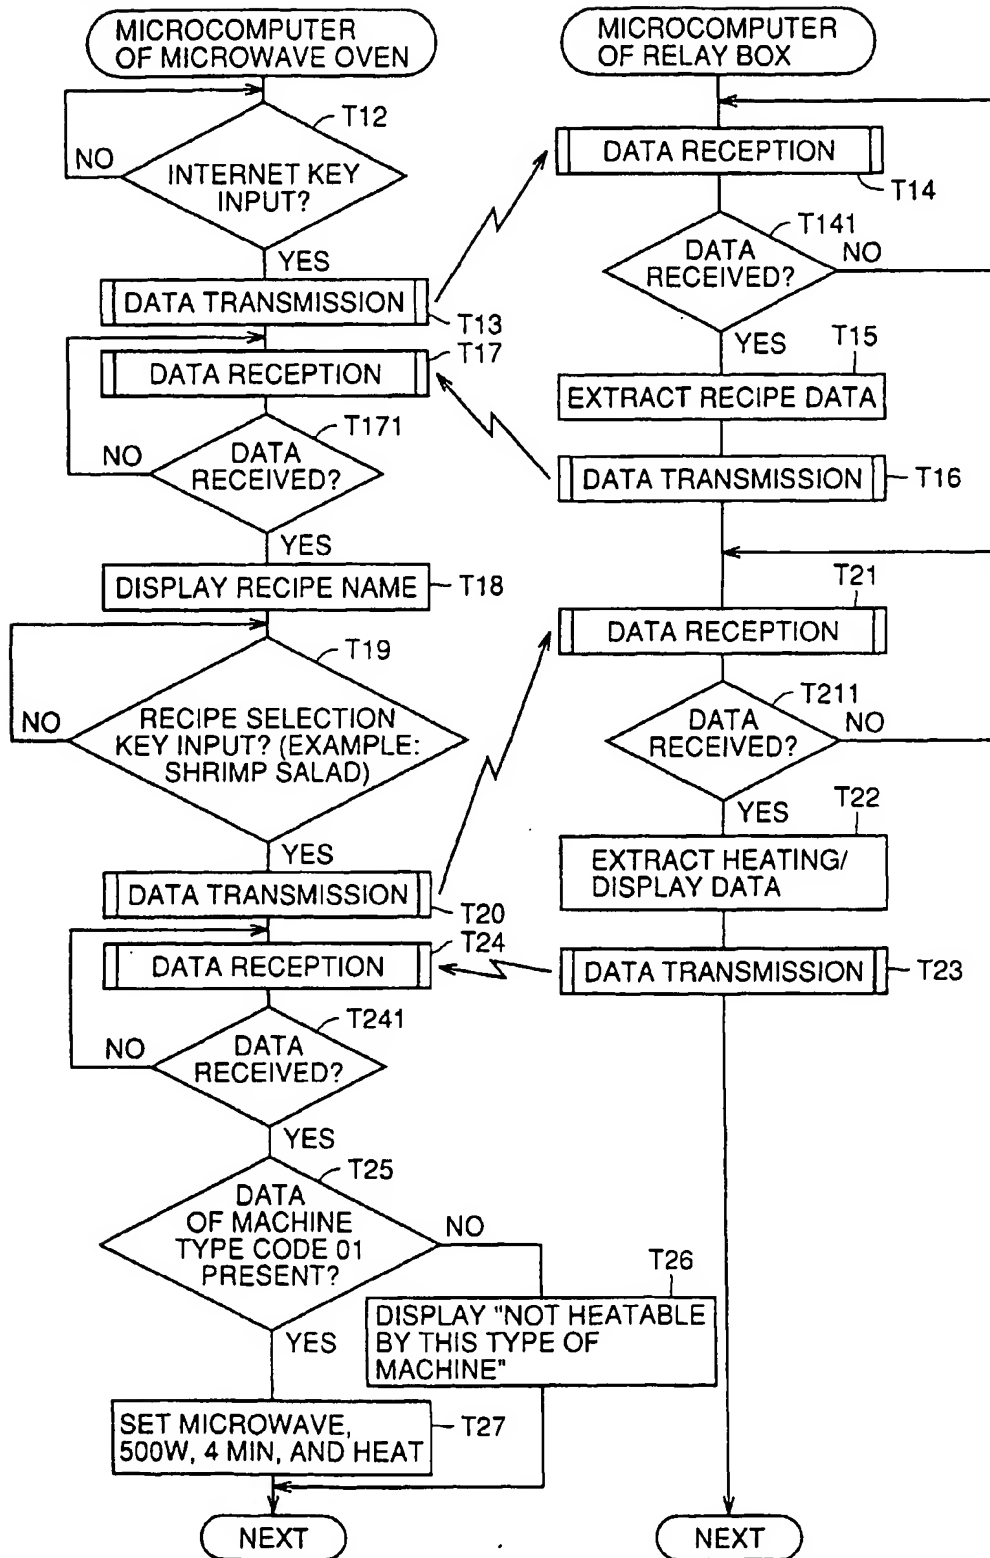 MICROCOMPUTER
OF MICROWAVE OVEN
T12
NO
INTERNET KEY
INPUT?
YES
DATA TRANSMISSION
T13
T17
DATA RECEPTION
T171
NO
DATA
RECEIVED?
YES
DISPLAY RECIPE NAME
T18
T19
NO
RECIPE SELECTION
KEY INPUT? (EXAMPLE:
SHRIMP SALAD)
YES
DATA TRANSMISSION
T20
T24
DATA RECEPTION
T241
NO
DATA
RECEIVED?
YES
T25
DATA
OF MACHINE
TYPE CODE 01
PRESENT?
NO
YES
T26
DISPLAY "NOT HEATABLE
BY THIS TYPE OF
MACHINE"
SET MICROWAVE,
500W, 4 MIN, AND HEAT
T27
NEXT
MICROCOMPUTER
OF RELAY BOX
DATA RECEPTION
T14
T141
DATA
RECEIVED?
NO
YES
T15
EXTRACT RECIPE DATA
DATA TRANSMISSION
T16
T21
DATA RECEPTION
T211
DATA
RECEIVED?
NO
YES
T22
EXTRACT HEATING/
DISPLAY DATA
DATA TRANSMISSION
T23
NEXT